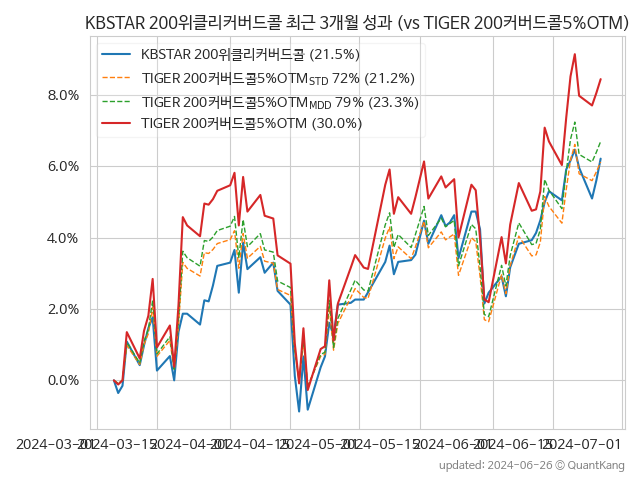 KBSTAR 200위클리커버드콜 최근 3개월 성과 (vs TIGER 200커버드콜5%OTM)
KBSTAR 200위클리커버드콜 (21.5%)
TIGER 200커버드콜5%OTM STD 72% (21.2%)
TIGER 200커버드콜5%OTM MDD 79% (23.3%)
TIGER 200커버드콜5%OTM (30.0%)
8.0%
6.0%
4.0%
2.0%
0.0%
2024-03-01 2024-03-15 2024-04-01 2024-04-15 2024-05-01 2024-05-15 2024-06-01 2024-06-15 2024-07-01
updated: 2024-06-26 © QuantKang